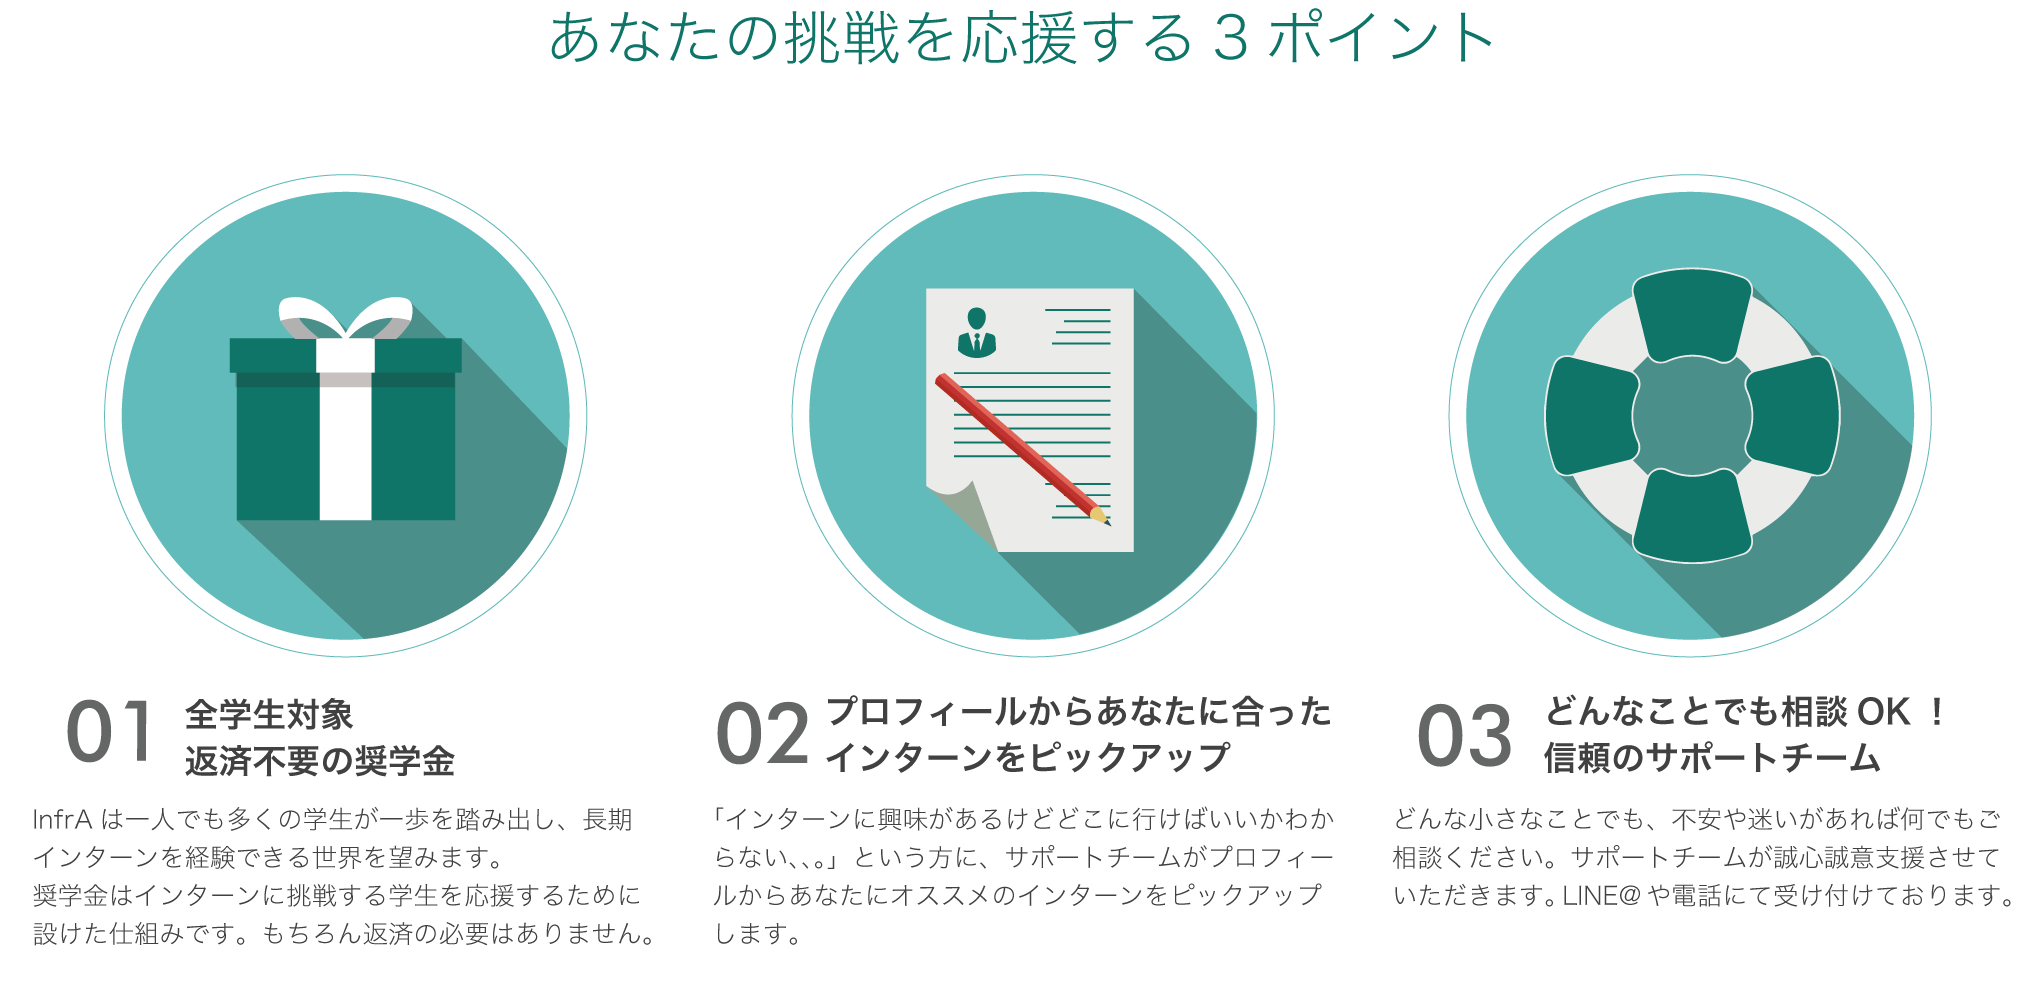 あなたの挑戦を応援する 3 ポイント
01
全学生対象
返済不要の奨学金
InfrA は一人でも多くの学生が一歩を踏み出し、長期
インターンを経験できる世界を望みます。
奨学金はインターンに挑戦する学生を応援するために
設けた仕組みです。もちろん返済の必要はありません。
02
プロフィールからあなたに合った
インターンをピックアップ
「インターンに興味があるけどどこに行けばいいかわか
らない、、。」という方に、サポートチームがプロフィー
ルからあなたにオススメのインターンをピックアップ
します。
03
どんなことでも相談 OK ！
信頼のサポートチーム
どんな小さなことでも、不安や迷いがあれば何でもご
相談ください。サポートチームが誠心誠意支援させて
いただきます。LINE@ や電話にて受け付けております。